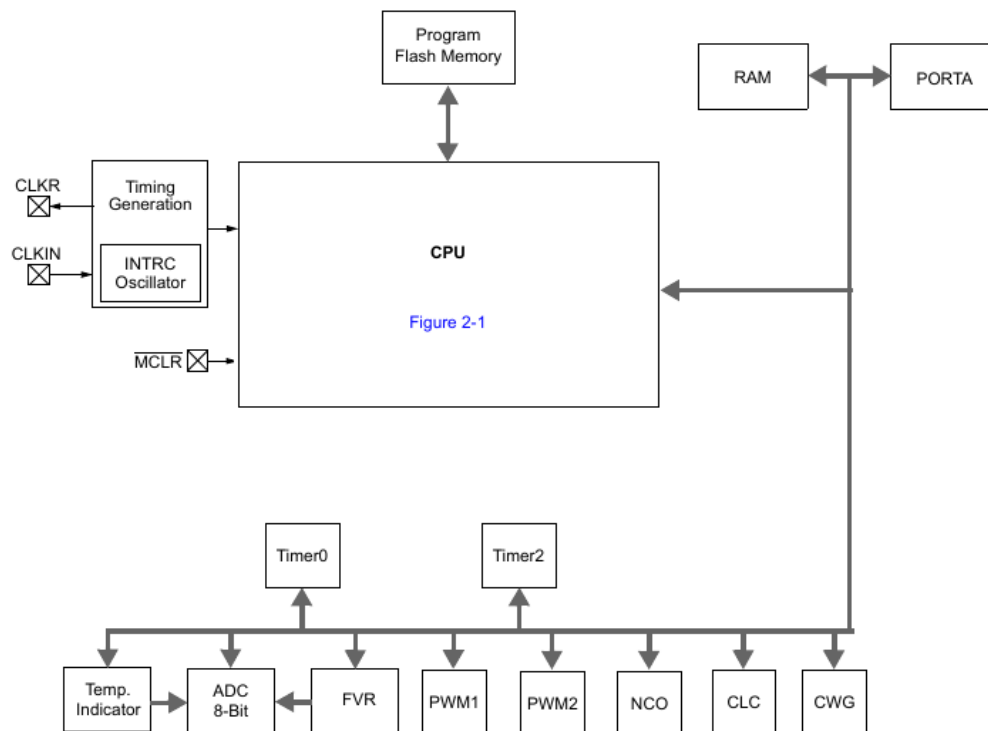 Program
Flash Memory
RAM
PORTA
CLKR
Timing
Generation
CLKIN
INTRC
Oscillator
CPU
Figure 2-1
MCLR
Timer0
Timer2
Temp.
Indicator
ADC
8-Bit
FVR
PWM1
PWM2
NCO
CLC
CWG